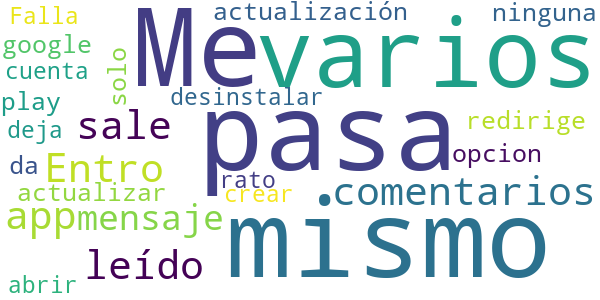 Falla
actualización
ninguna
google
solo
Me
varios
cuenta
desinstalar
play
deja
sale
pasa
redirige
opcion
da
Entro
rato
actualizar
crear
comentarios
app
mensaje
mismo
leído
abrir